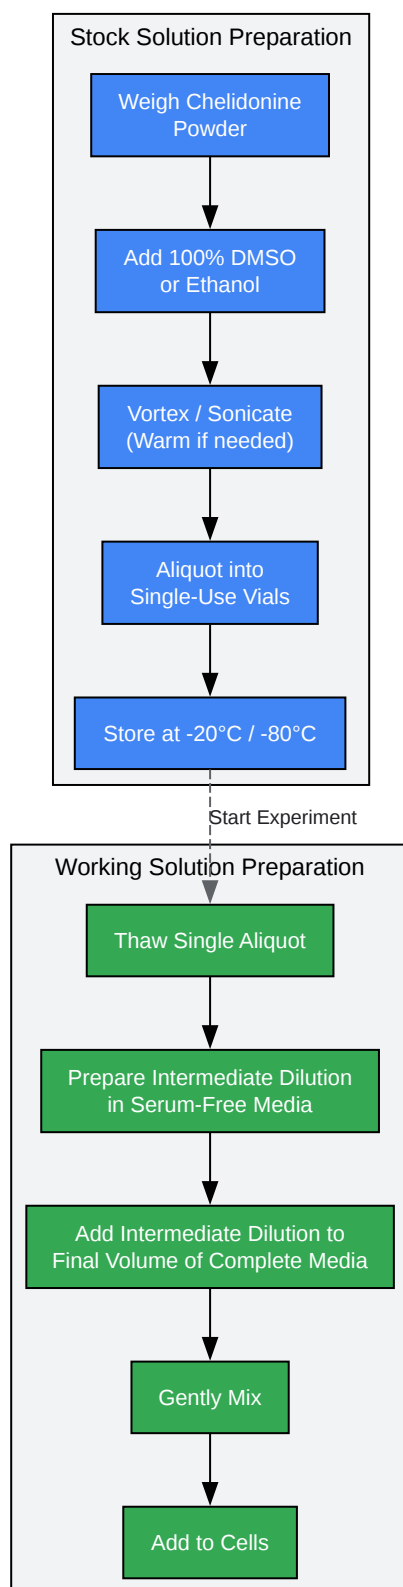 Stock Solution Preparation
Weigh Chelidonine
Powder
Add 100% DMSO
or Ethanol
Vortex / Sonicate
(Warm if needed)
Aliquot into
Single-Use Vials
Store at -20°C / -80°C
Start Experiment
Working Solution Preparation
Thaw Single Aliquot
Prepare Intermediate Dilution
in Serum-Free Media
Add Intermediate Dilution to
Final Volume of Complete Media
Gently Mix
Add to Cells